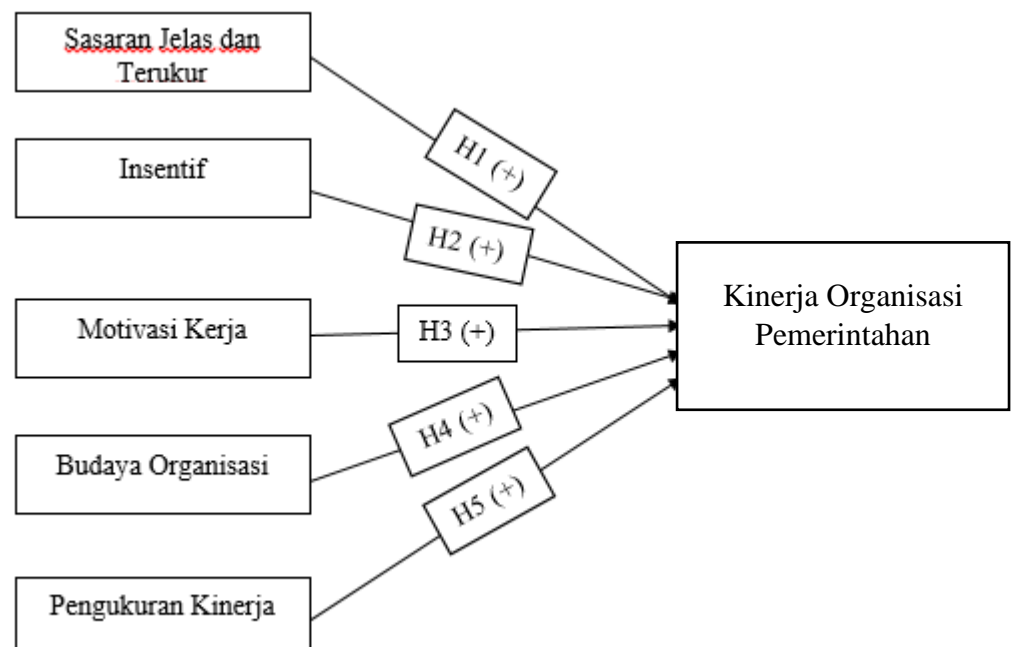 Sasaran Jelas dan
Terukur
H1 (+)
Insentif
H2 (+)
Kinerja Organisasi
Pemerintahan
Motivasi Kerja
H3 (+)
H4 (+)
Budaya Organisasi
H5 (+)
Pengukuran Kinerja